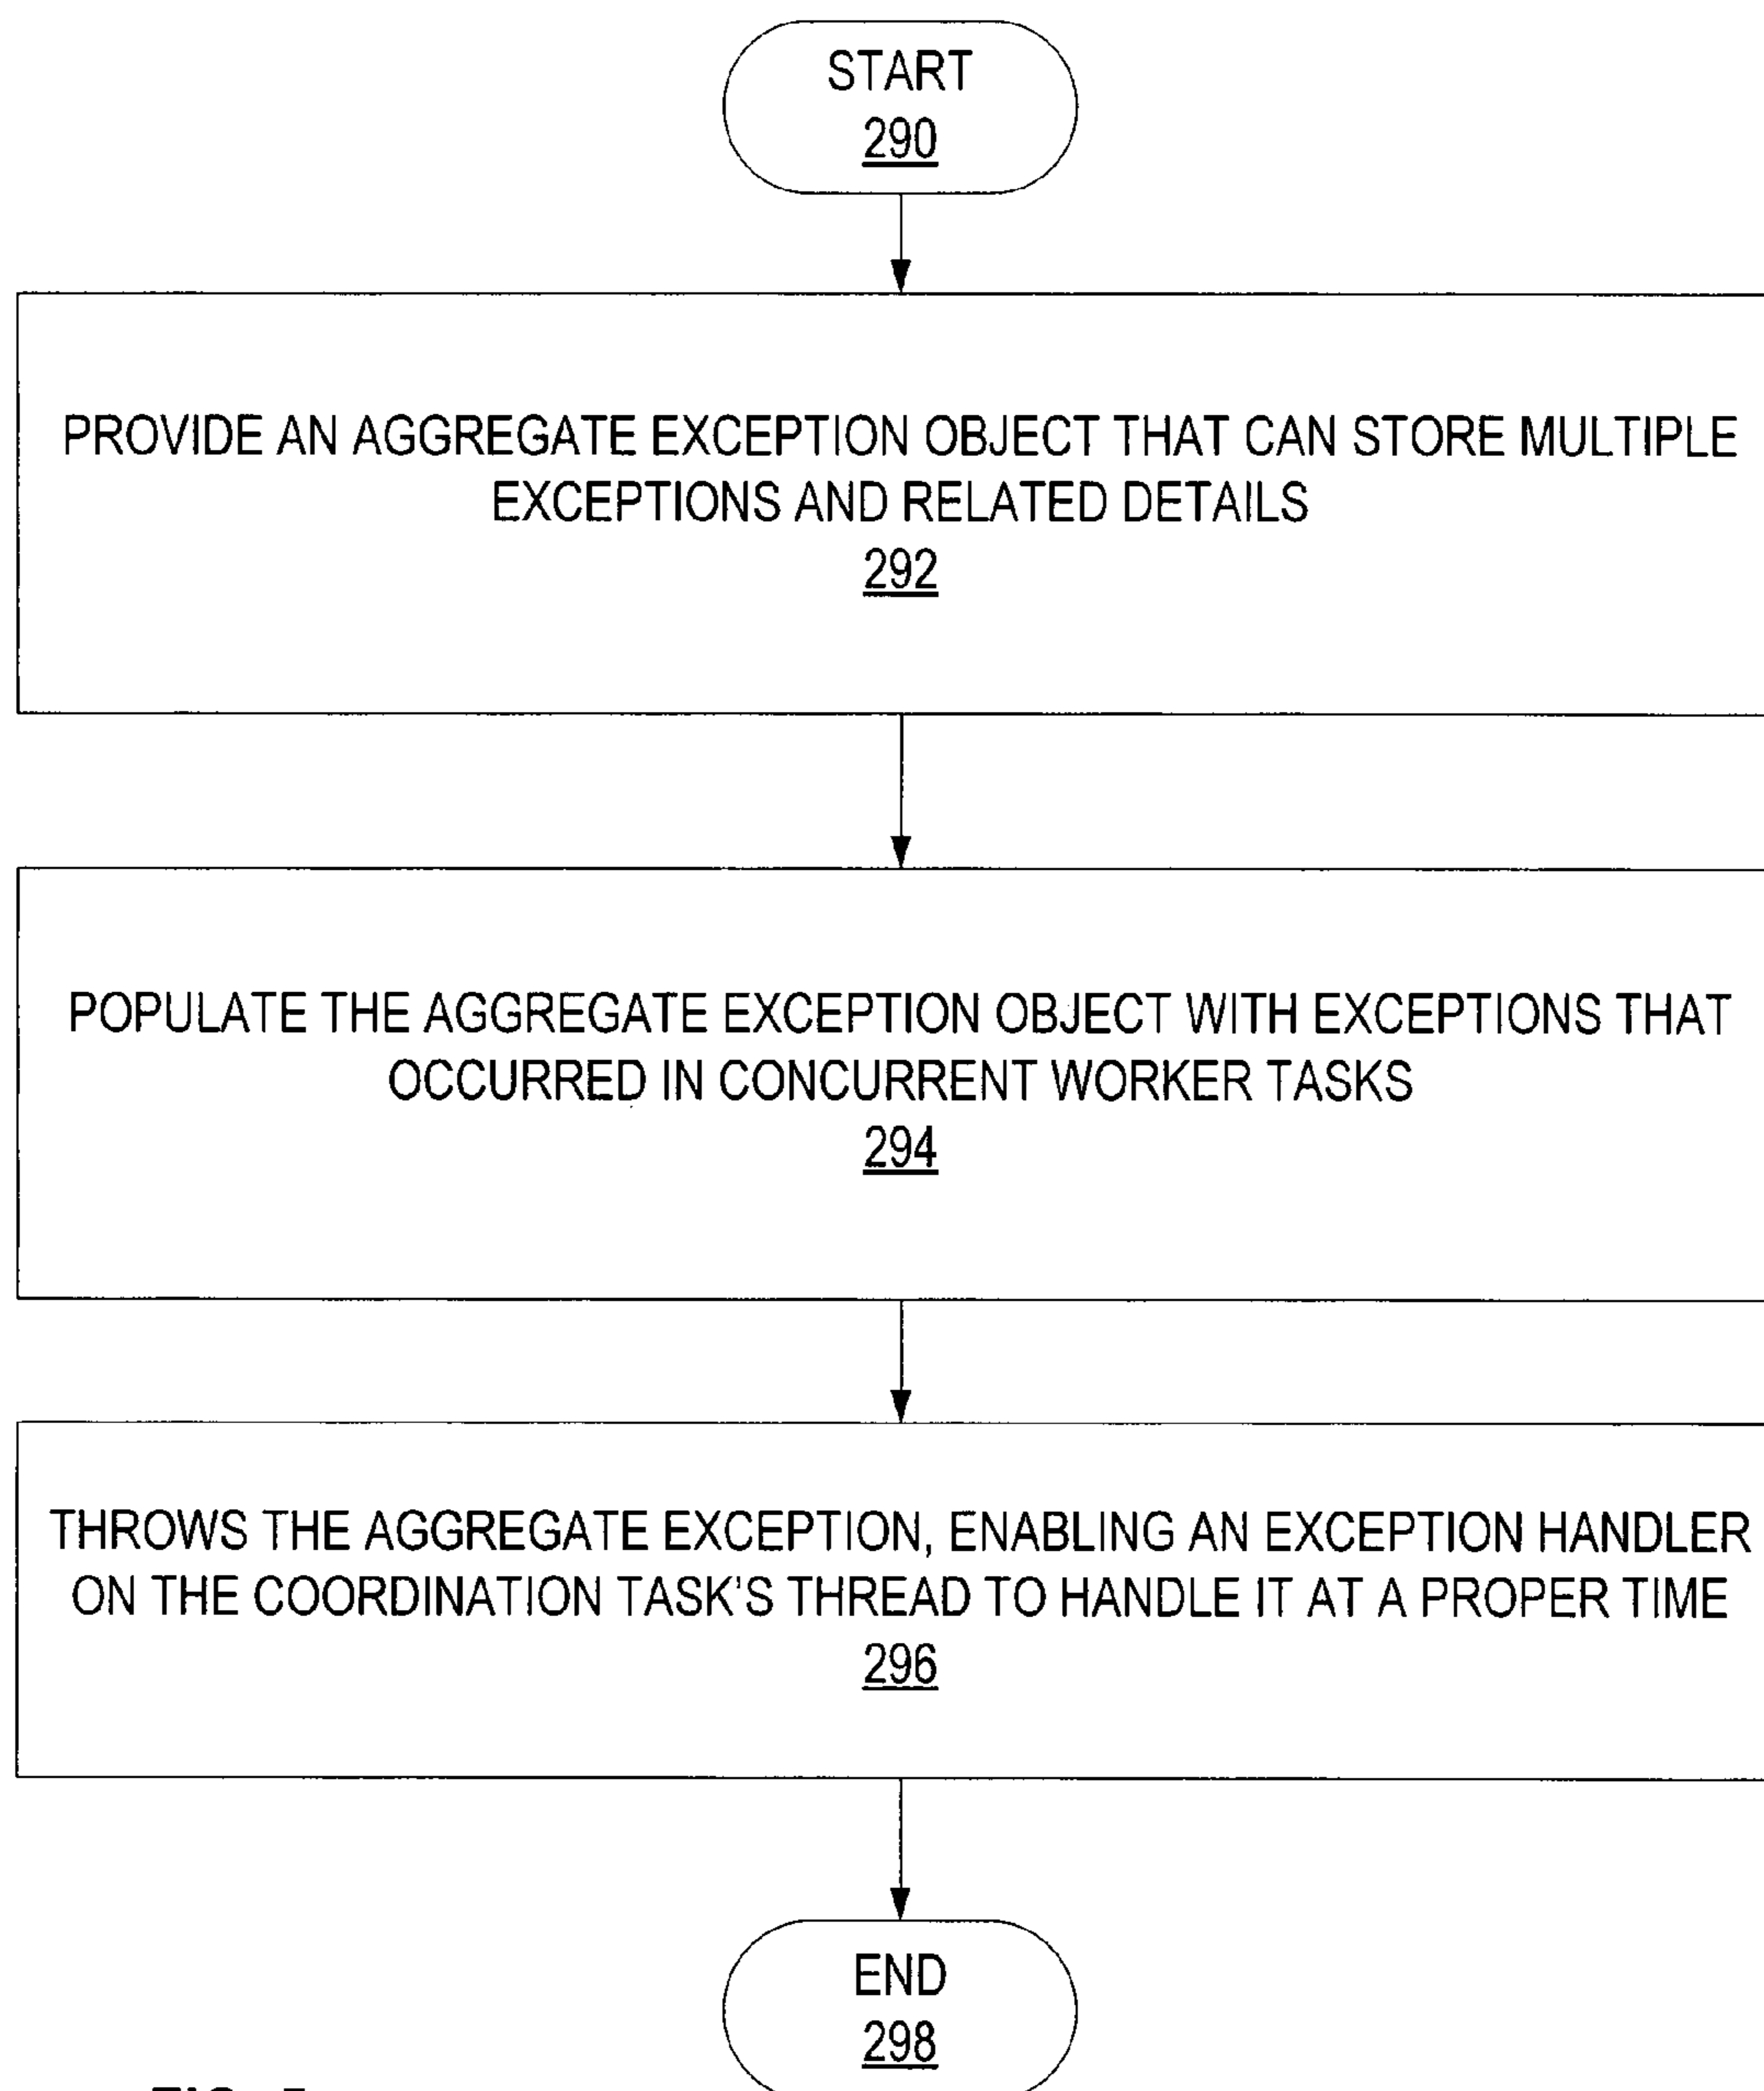 START
290
PROVIDE AN AGGREGATE EXCEPTION OBJECT THAT CAN STORE MULTIPLE
EXCEPTIONS AND RELATED DETAILS
292
POPULATE THE AGGREGATE EXCEPTION OBJECT WITH EXCEPTIONS THAT
OCCURRED IN CONCURRENT WORKER TASKS
294
THROWS THE AGGREGATE EXCEPTION, ENABLING AN EXCEPTION HANDLER
ON THE COORDINATION TASK'S THREAD TO HANDLE IT AT A PROPER TIME
296
END
298